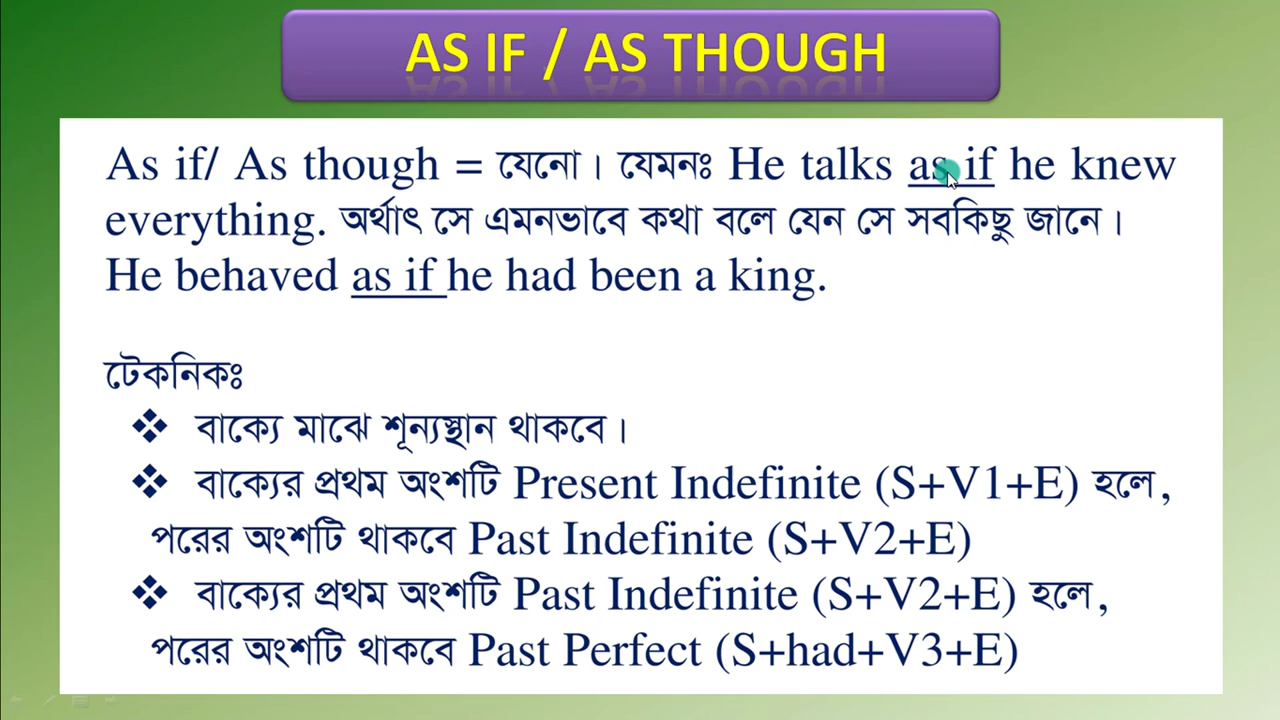 AS IF / AS THOUGH
As if/ As though = যেনো। যেমনঃ He talks as if he knew
everything. অর্থাৎ সে এমনভাবে কথা বলে যেন সে সবকিছু জানে।
He behaved as if he had been a king.
টেকনিকঃ
❖ বাক্যে মাঝে শূন্যস্থান থাকবে।
❖ বাক্যের প্রথম অংশটি Present Indefinite (S+V1+E) হলে,
পরের অংশটি থাকবে Past Indefinite (S+V2+E)
❖ বাক্যের প্রথম অংশটি Past Indefinite (S+V2+E) হলে,
পরের অংশটি থাকবে Past Perfect (S+had+V3+E)